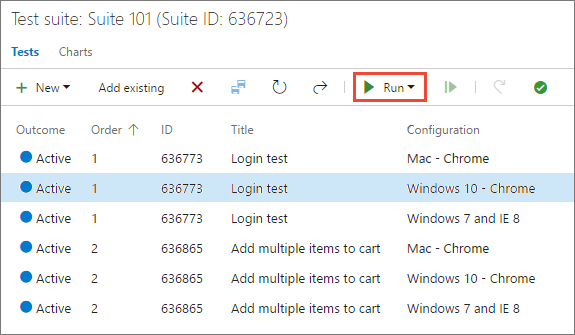 Test suite: Suite 101 (Suite ID: 636723)
Tests Charts
New Add existing Run
Outcome Order ID Title Configuration
Active 1 636773 Login test Mac - Chrome
Active 1 636773 Login test Windows 10 - Chrome
Active 1 636773 Login test Windows 7 and IE 8
Active 2 636865 Add multiple items to cart Mac - Chrome
Active 2 636865 Add multiple items to cart Windows 10 - Chrome
Active 2 636865 Add multiple items to cart Windows 7 and IE 8